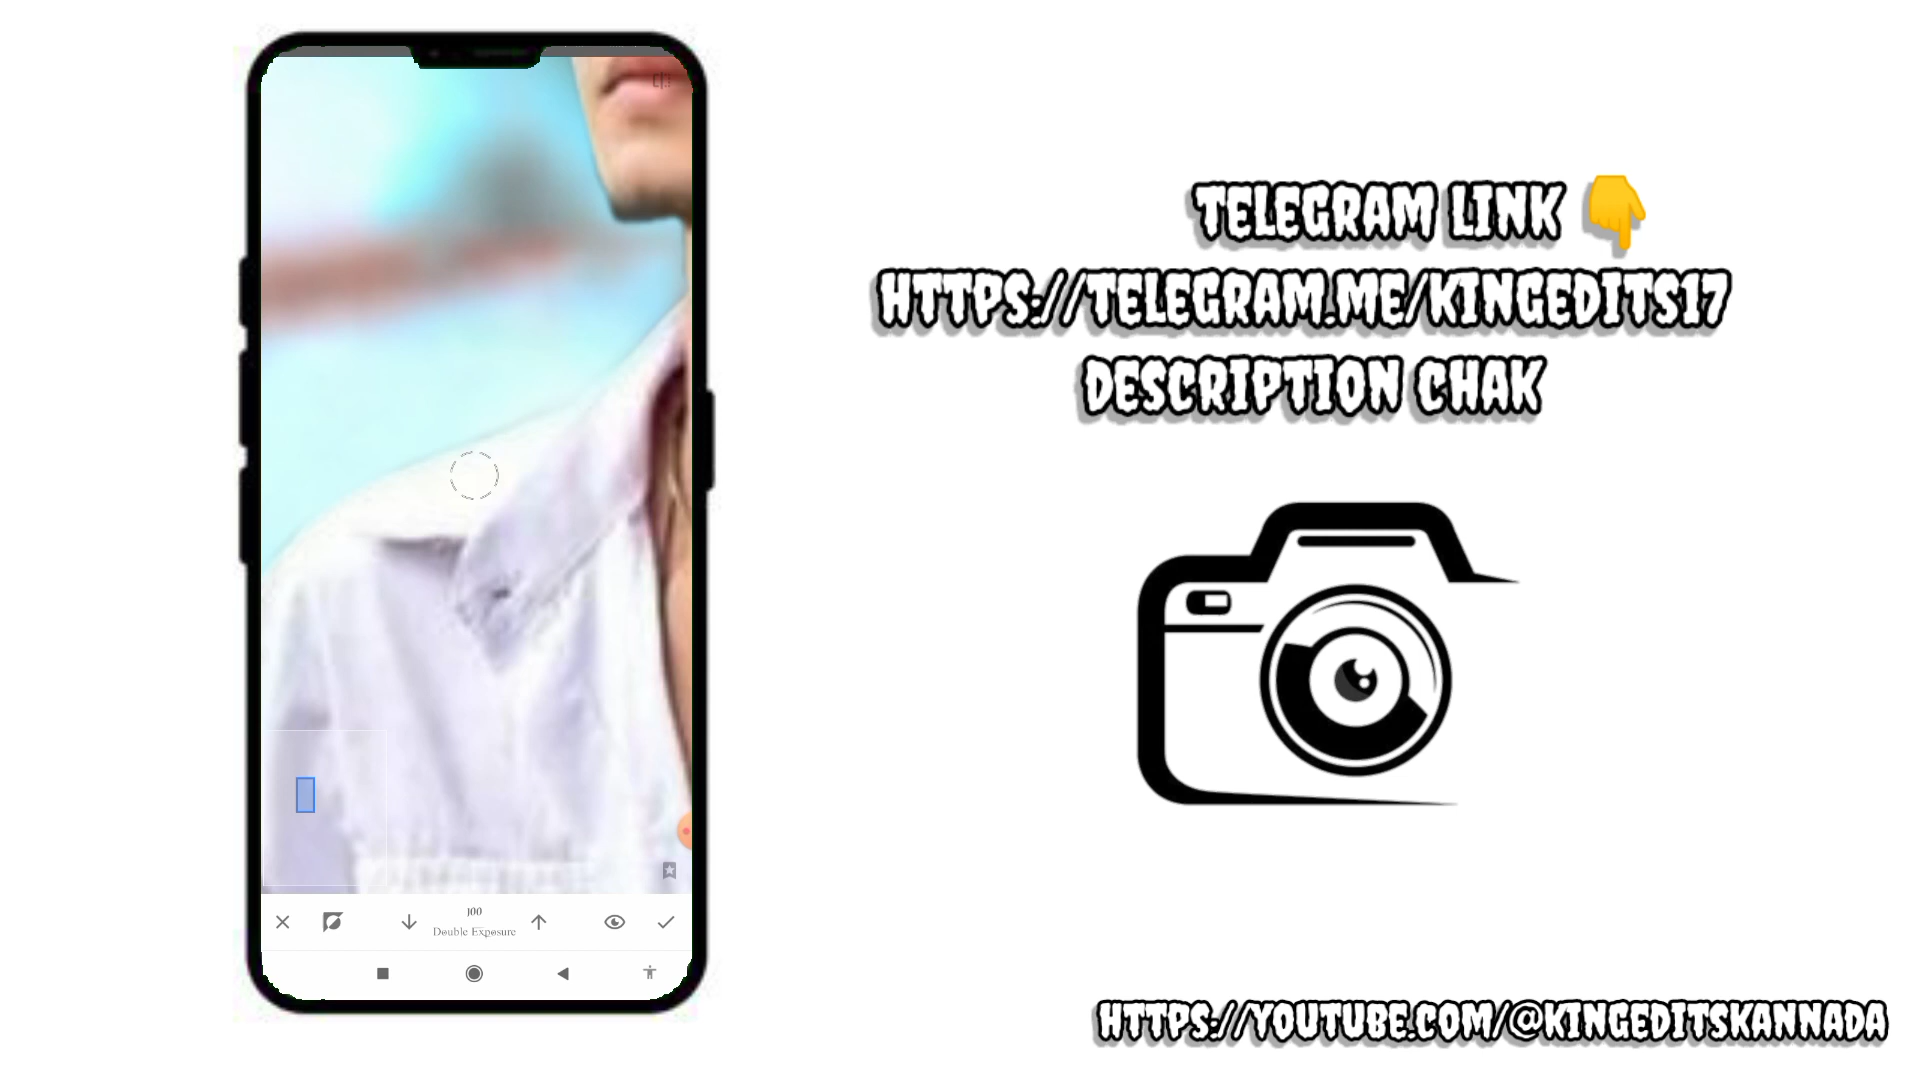 TELEGRAM LINK 👇
HTTPS://TELEGRAM.ME/KINGEDITS17
DESCRIPTION CHAK
100
Double Exposure
HTTPS://YOUTUBE.COM/@KINGEDITSKANNADA